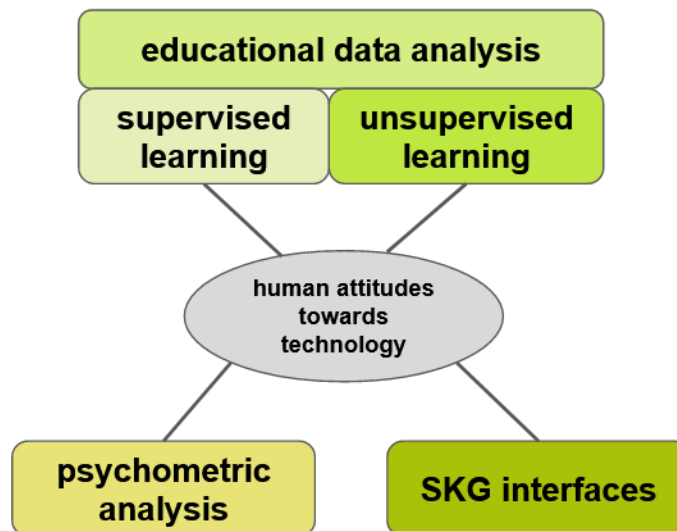 educational data analysis
supervised
learning
unsupervised
learning
human attitudes
towards
technology
psychometric
analysis
SKG interfaces